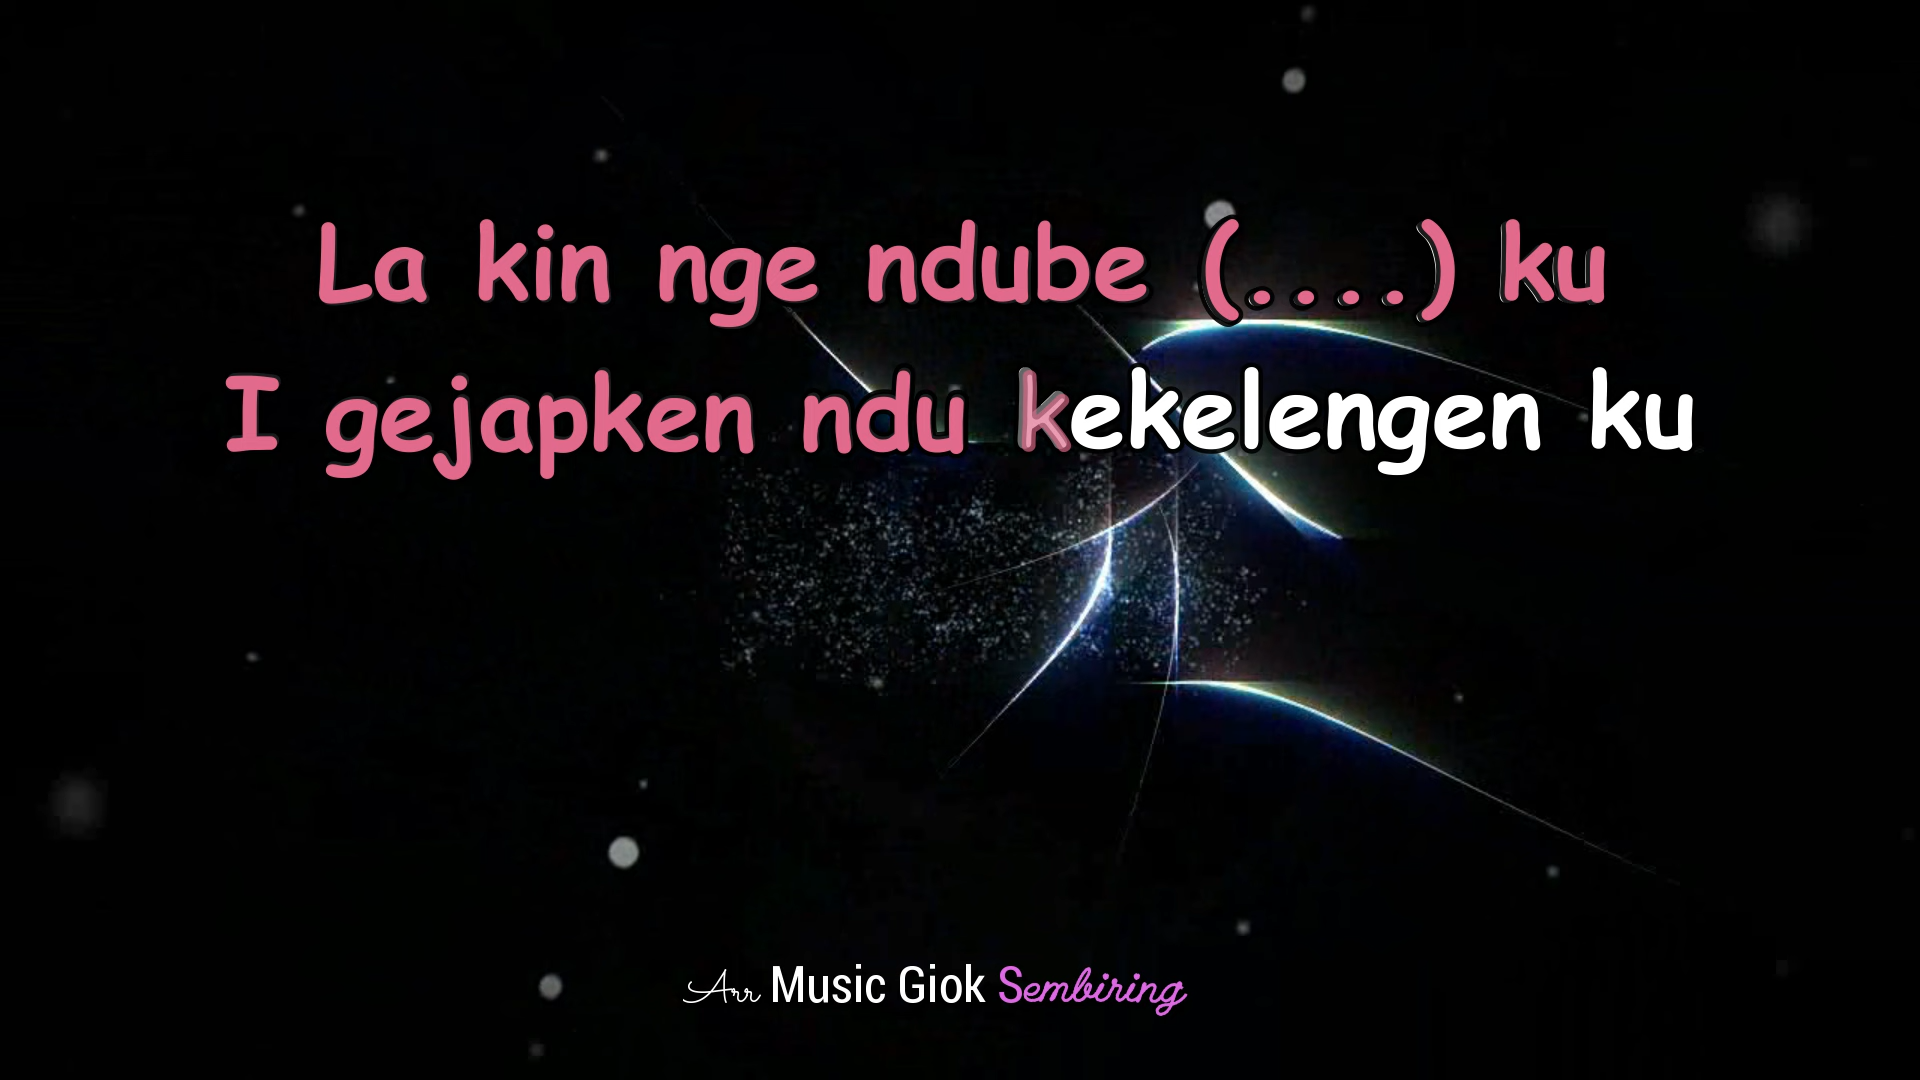 La kin nge ndube (....) ku
I gejapken ndu kekelengen ku
Arr Music Giok Sembiring